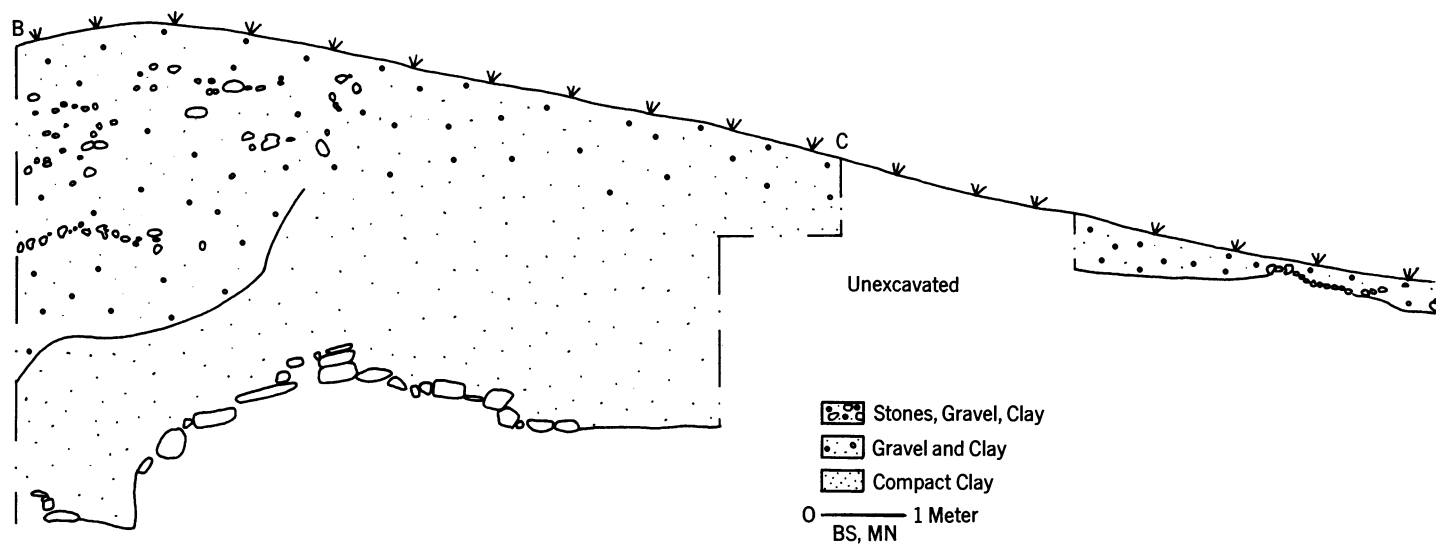 B
C
Unexcavated
Stones, Gravel, Clay
Gravel and Clay
Compact Clay
0 1 Meter
BS, MN